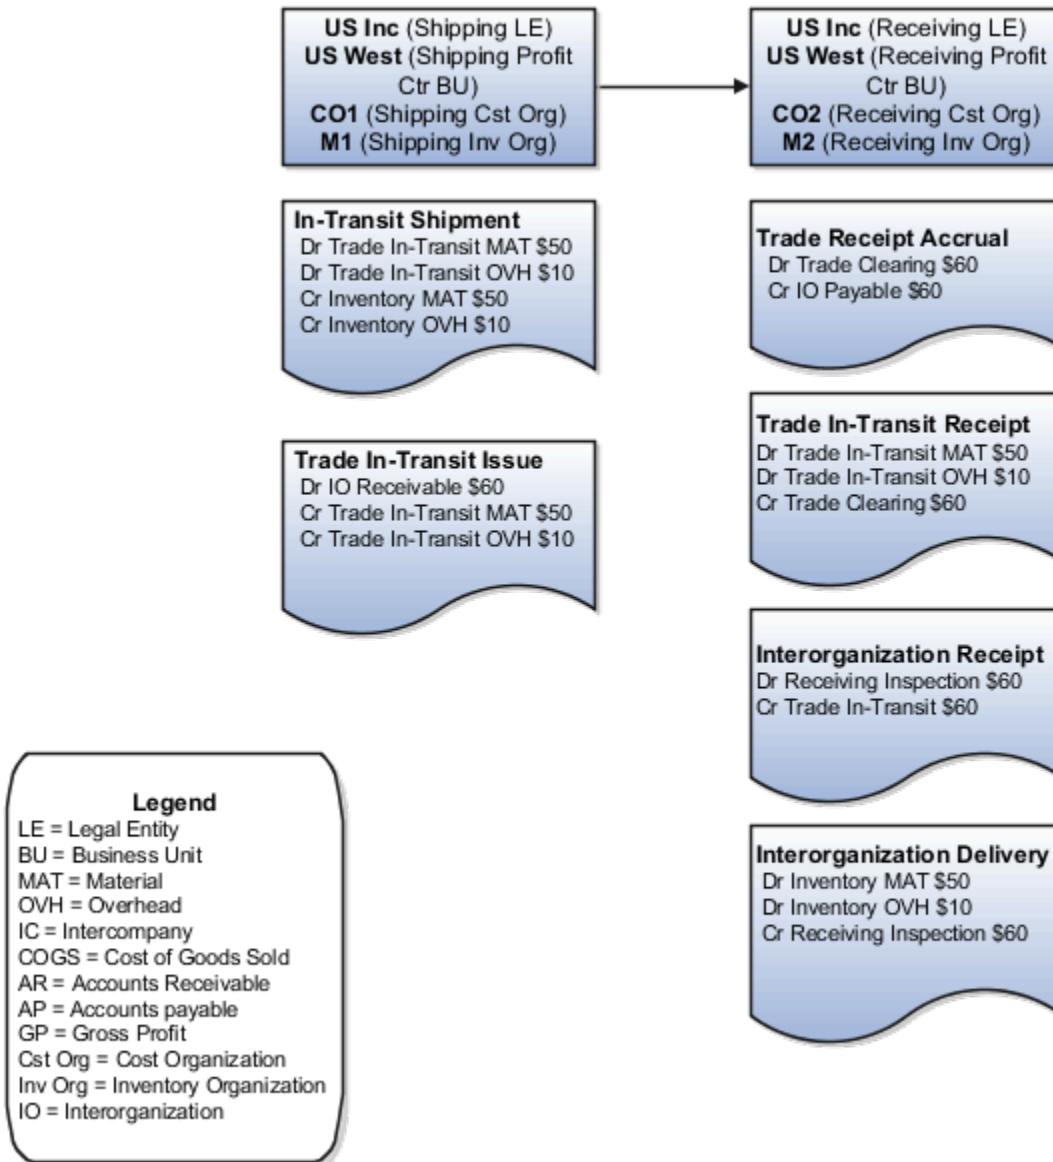 US Inc (Shipping LE)
US West (Shipping Profit
Ctr BU)
CO1 (Shipping Cst Org)
M1 (Shipping Inv Org)
US Inc (Receiving LE)
US West (Receiving Profit
Ctr BU)
CO2 (Receiving Cst Org)
M2 (Receiving Inv Org)
In-Transit Shipment
Dr Trade In-Transit MAT $50
Dr Trade In-Transit OVH $10
Cr Inventory MAT $50
Cr Inventory OVH $10
Trade In-Transit Issue
Dr IO Receivable $60
Cr Trade In-Transit MAT $50
Cr Trade In-Transit OVH $10
Trade Receipt Accrual
Dr Trade Clearing $60
Cr IO Payable $60
Trade In-Transit Receipt
Dr Trade In-Transit MAT $50
Dr Trade In-Transit OVH $10
Cr Trade Clearing $60
Interorganization Receipt
Dr Receiving Inspection $60
Cr Trade In-Transit $60
Interorganization Delivery
Dr Inventory MAT $50
Dr Inventory OVH $10
Cr Receiving Inspection $60
Legend
LE = Legal Entity
BU = Business Unit
MAT = Material
OVH = Overhead
IC = Intercompany
COGS = Cost of Goods Sold
AR = Accounts Receivable
AP = Accounts payable
GP = Gross Profit
Cst Org = Cost Organization
Inv Org = Inventory Organization
IO = Interorganization